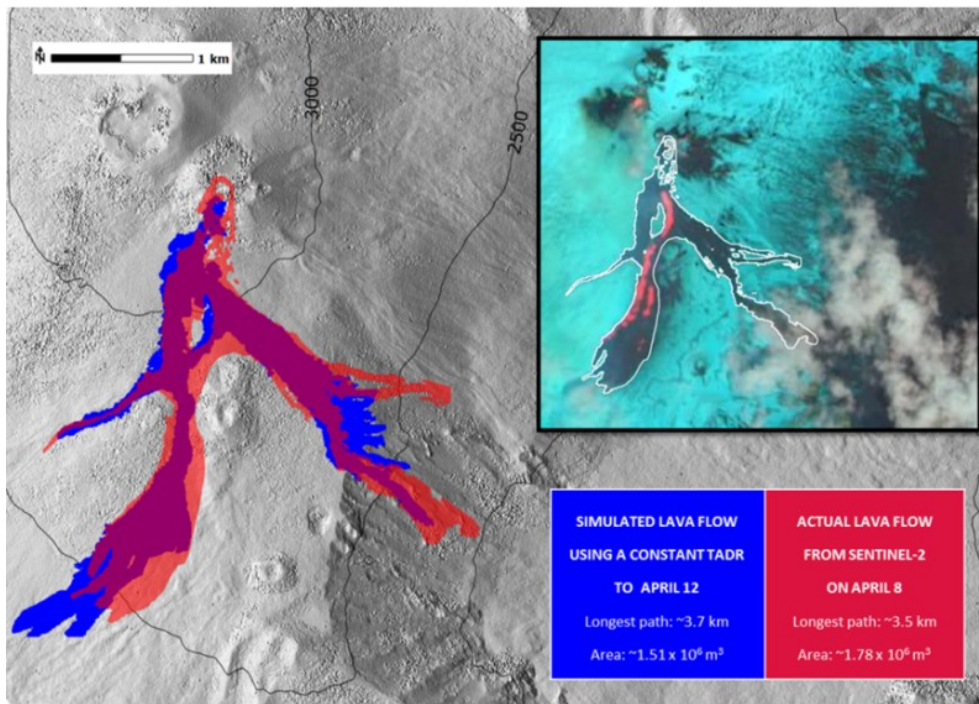 N
1 km
3000
2500
SIMULATED LAVA FLOW
USING A CONSTANT TADR
TO APRIL 12
Longest path: ~3.7 km
Area: ~1.51 x 10⁶ m³
ACTUAL LAVA FLOW
FROM SENTINEL-2
ON APRIL 8
Longest path: ~3.5 km
Area: ~1.78 x 10⁶ m³